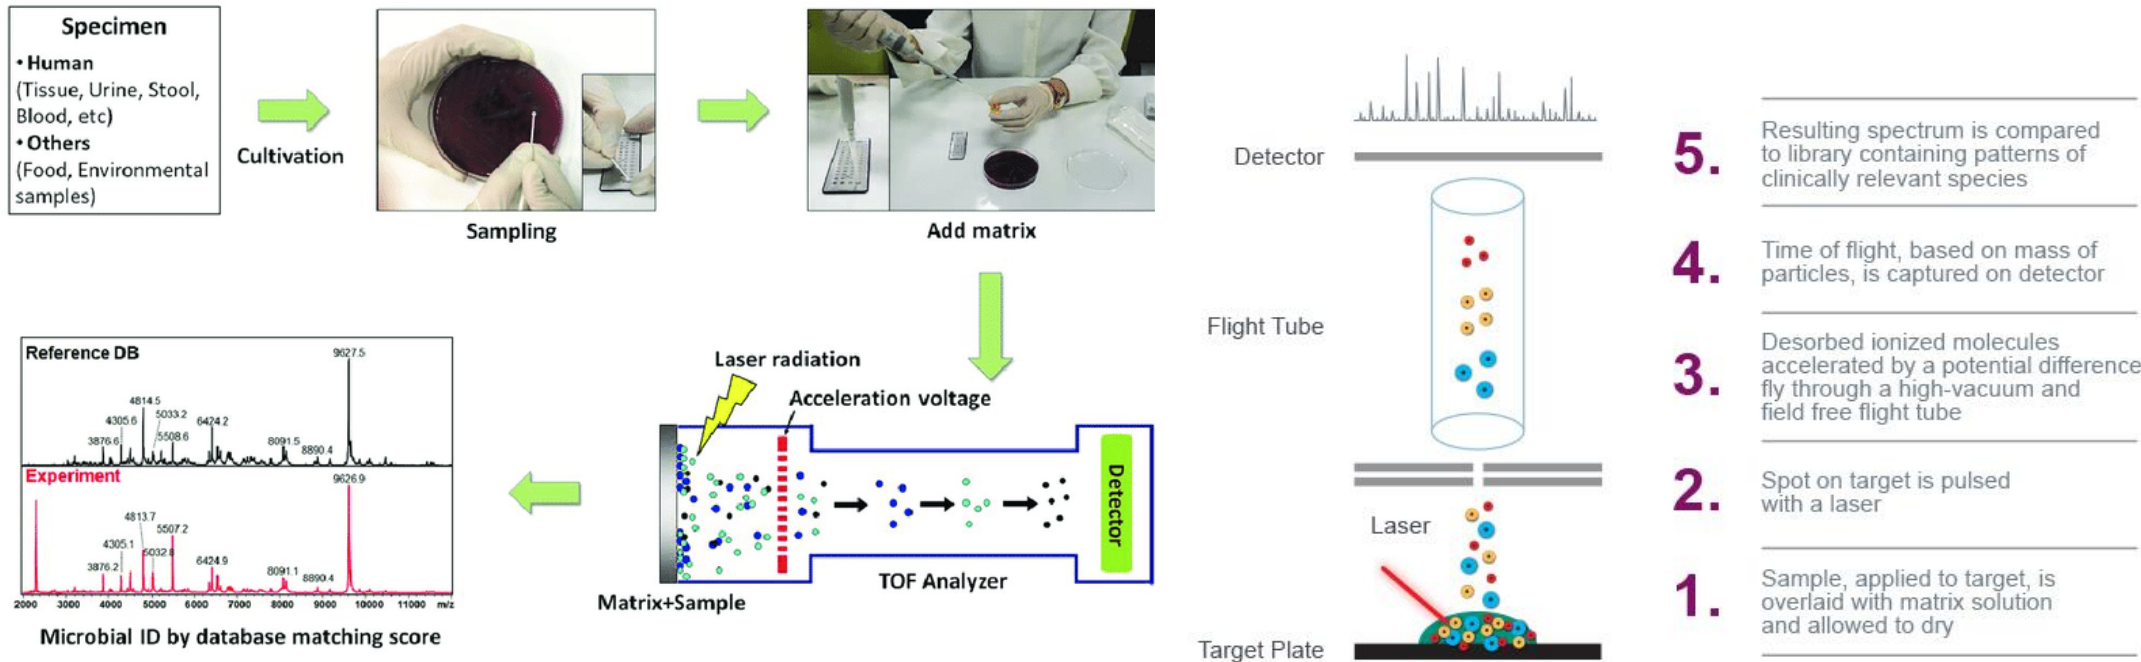 Specimen
• Human
(Tissue, Urine, Stool,
Blood, etc)
• Others
(Food, Environmental
samples)
Cultivation
Sampling
Add matrix
Laser radiation
Acceleration voltage
Detector
TOF Analyzer
Matrix+Sample
Reference DB
9627.5
4814.5
4305.6
5033.2
6424.2
3876.6
5508.6
8091.5
8890.4
Experiment
9626.9
4813.7
5507.2
4305.1
5032.8
6424.9
3876.2
8091.1
8890.4
2000 3000 4000 5000 6000 7000 8000 9000 10000 11000 m/z
Microbial ID by database matching score
Detector
Flight Tube
Laser
Target Plate
5.
Resulting spectrum is compared
to library containing patterns of
clinically relevant species
4.
Time of flight, based on mass of
particles, is captured on detector
3.
Desorbed ionized molecules
accelerated by a potential difference
fly through a high-vacuum and
field free flight tube
2.
Spot on target is pulsed
with a laser
1.
Sample, applied to target, is
overlaid with matrix solution
and allowed to dry